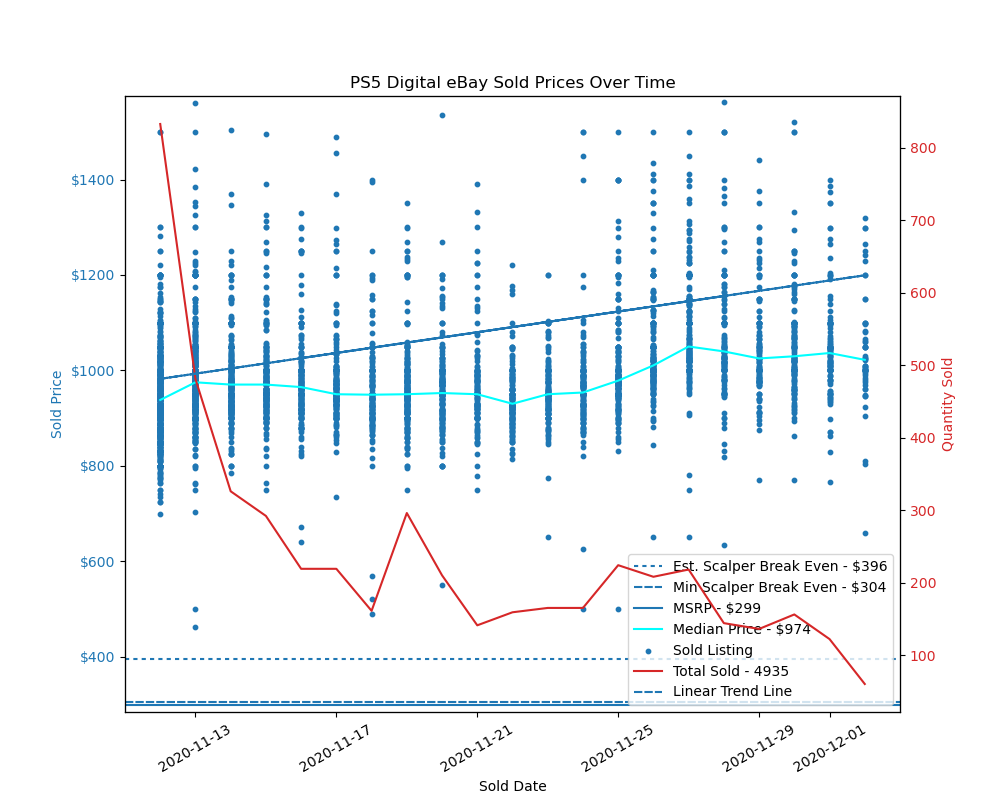 PS5 Digital eBay Sold Prices Over Time
$1400
$1200
$1000
$800
$600
$400
Sold Price
800
700
600
500
400
300
200
100
Quantity Sold
Est. Scalper Break Even - $396
Min Scalper Break Even - $304
MSRP - $299
Median Price - $974
Sold Listing
Total Sold - 4935
Linear Trend Line
2020-11-13
2020-11-17
2020-11-21
2020-11-25
2020-11-29
2020-12-01
Sold Date